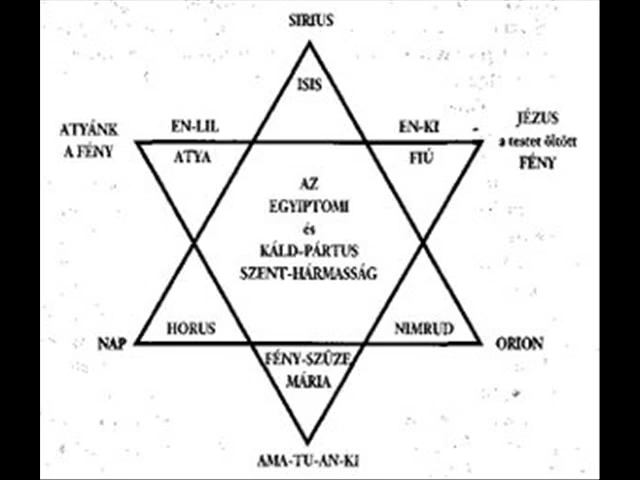 SIRIUS
ISIS
EN-LIL
EN-KI
ATYÁNK
A FÉNY
ATYA
FIÚ
JÉZUS
a testet öltött
FÉNY
AZ
EGYIPTOMI
és
KÁLD-PÁRTUS
SZENT-HÁRMASSÁG
HORUS
NIMRUD
NAP
ORION
FÉNY-SZŰZE
MÁRIA
AMA-TU-AN-KI